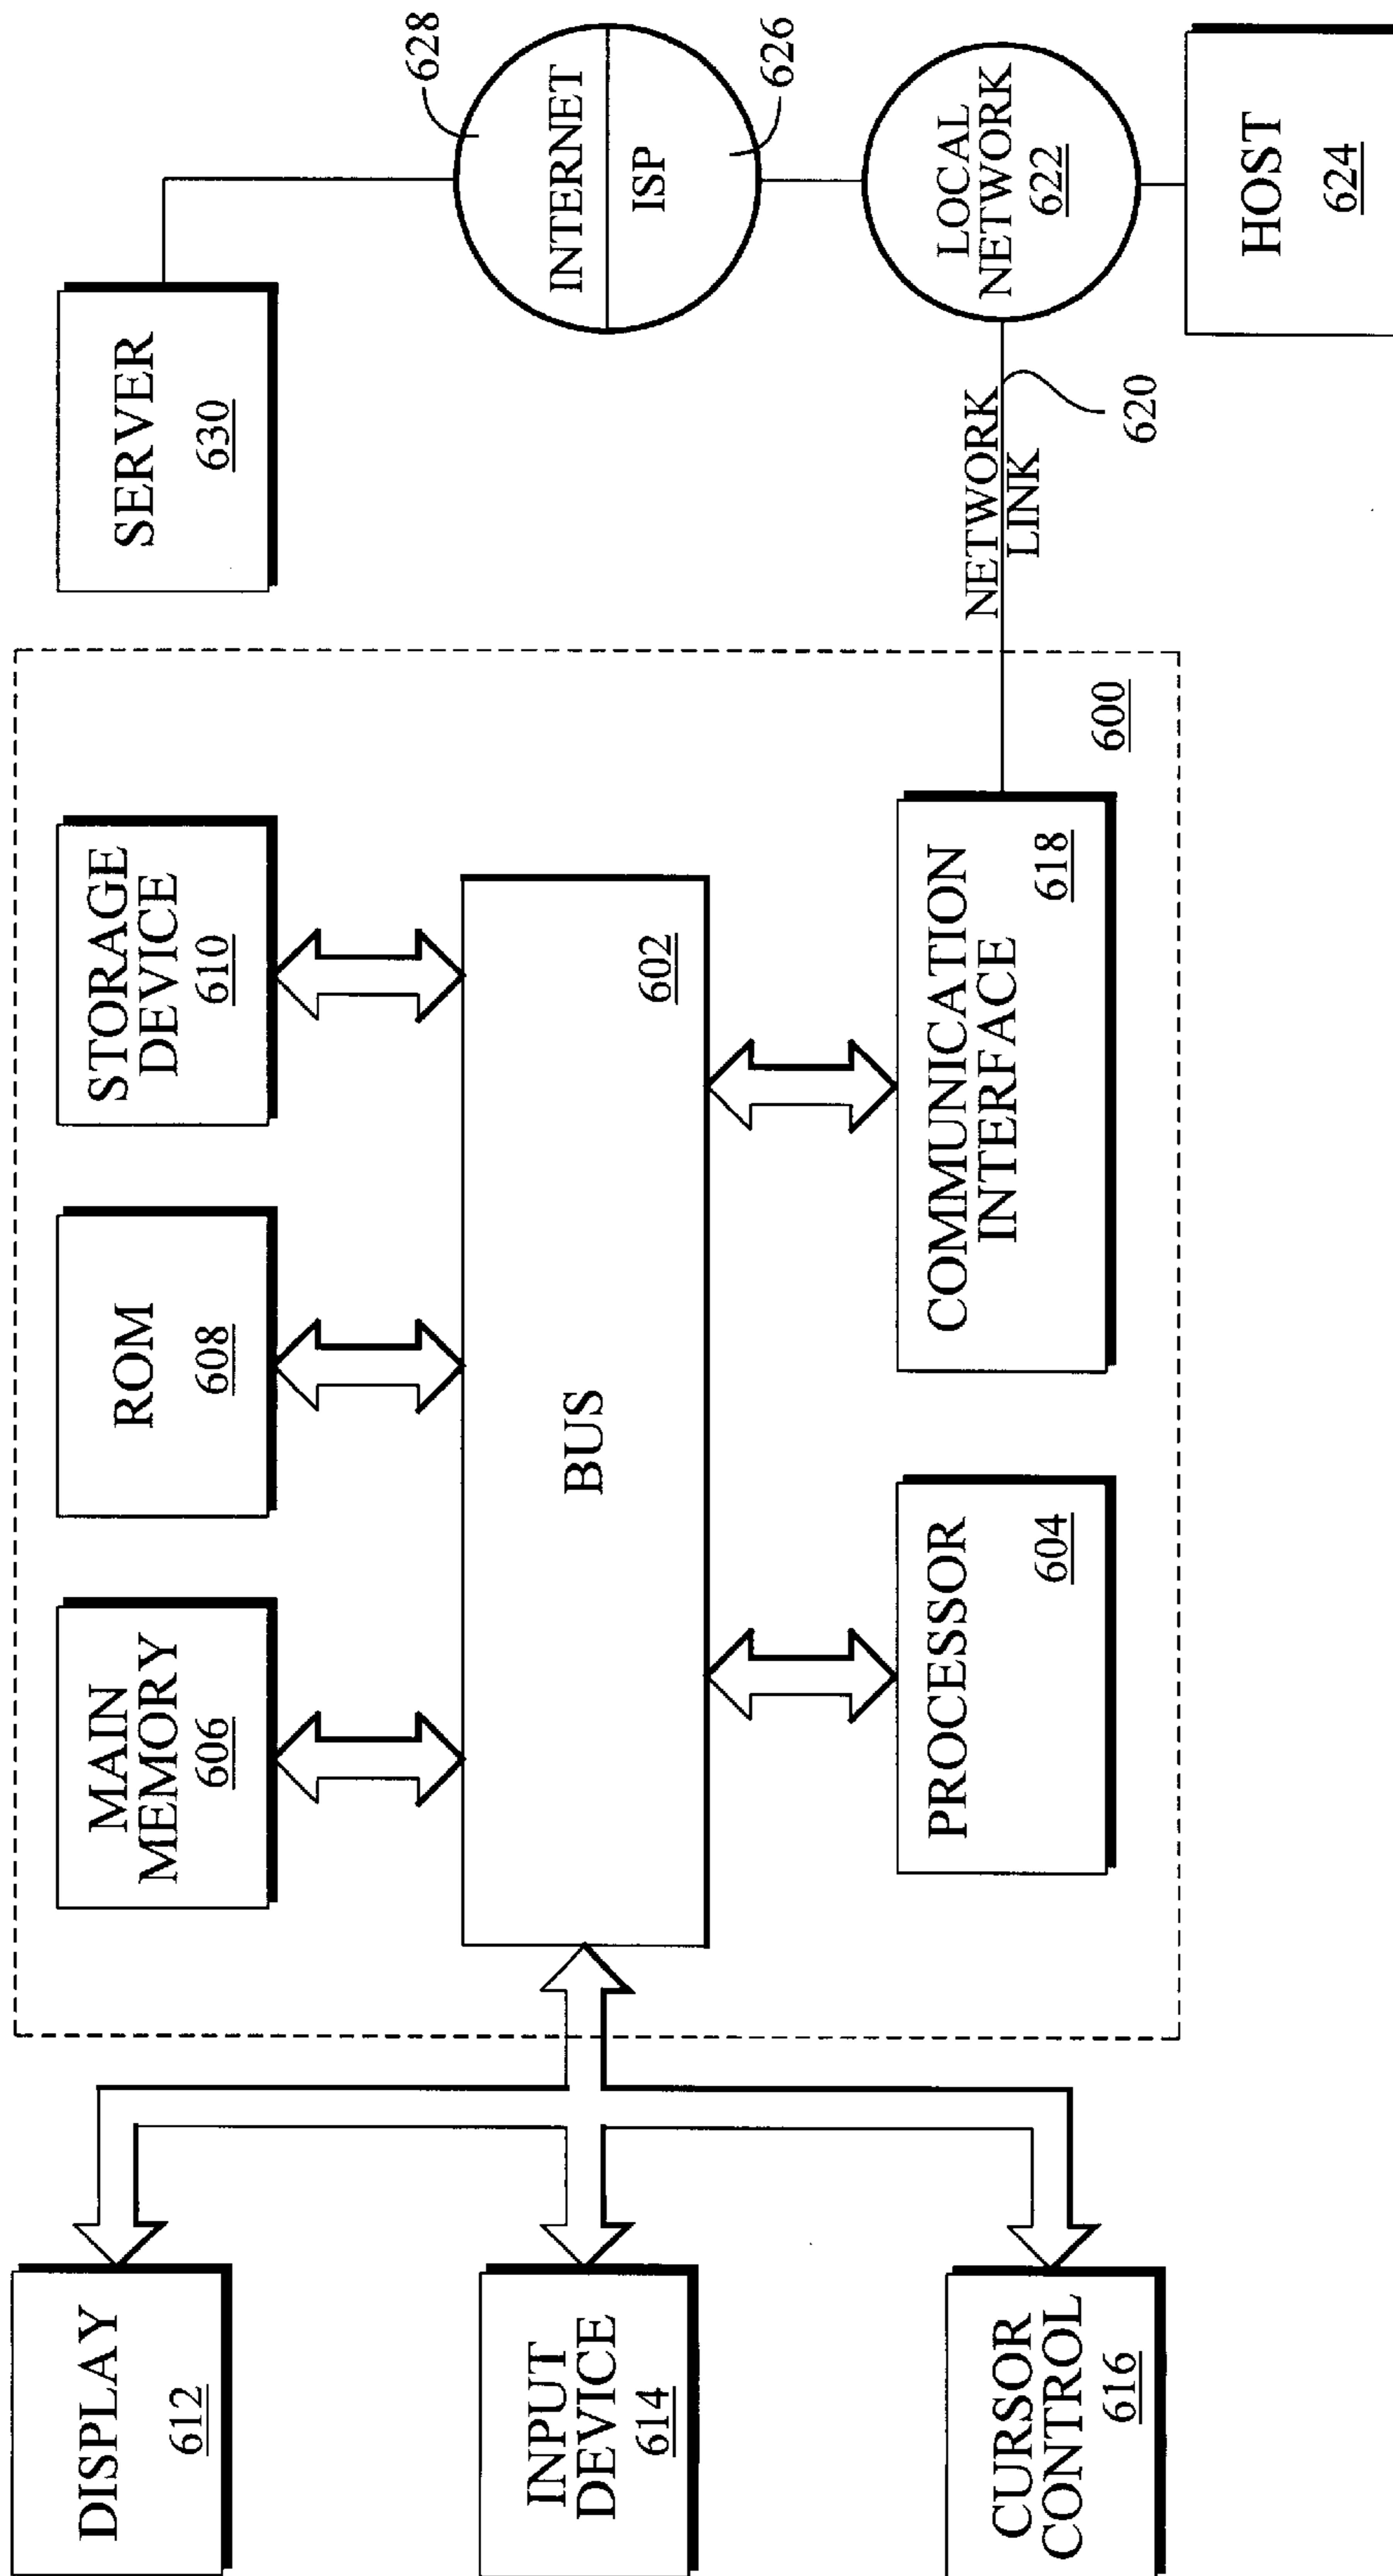 DISPLAY
612
INPUT
DEVICE
614
CURSOR
CONTROL
616
MAIN
MEMORY
606
ROM
608
STORAGE
DEVICE
610
BUS
602
PROCESSOR
604
COMMUNICATION
INTERFACE
618
600
SERVER
630
628
INTERNET
ISP
626
NETWORK
LINK
620
LOCAL
NETWORK
622
HOST
624